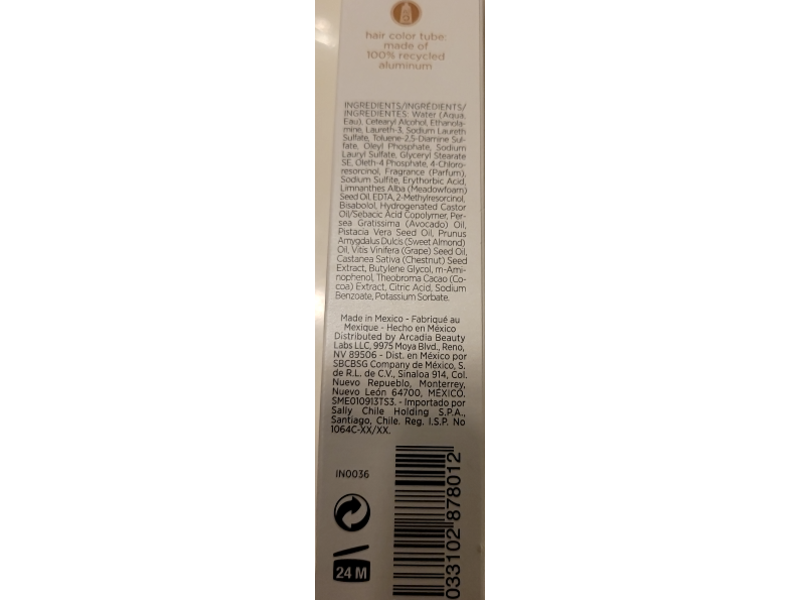 hair color tube:
made of
100% recycled
aluminum
INGREDIENTS/INGRÉDIENTS/
INGREDIENTES: Water (Aqua,
Eau), Cetearyl Alcohol, Ethanola-
mine, Laureth-3, Sodium Laureth
Sulfate, Toluene-2,5-Diamine Sul-
fate, Oleyl Phosphate, Sodium
Lauryl Sulfate, Glyceryl Stearate
SE, Oleth-4 Phosphate, 4-Chloro-
resorcinol, Fragrance (Parfum),
Sodium Sulfite, Erythorbic Acid,
Limnanthes Alba (Meadowfoam)
Seed Oil, EDTA, 2-Methylresorcinol,
Bisabolol, Hydrogenated Castor
Oil/Sebacic Acid Copolymer, Per-
sea Gratissima (Avocado) Oil,
Pistacia Vera Seed Oil, Prunus
Amygdalus Dulcis (Sweet Almond)
Oil, Vitis Vinifera (Grape) Seed Oil,
Castanea Sativa (Chestnut) Seed
Extract, Butylene Glycol, m-Ami-
nophenol, Theobroma Cacao (Co-
coa) Extract, Citric Acid, Sodium
Benzoate, Potassium Sorbate.
Made in Mexico - Fabriqué au
Mexique - Hecho en México
Distributed by Arcadia Beauty
Labs LLC, 9975 Moya Blvd., Reno,
NV 89506 - Dist. en México por
SBCBSG Company de México, S.
de R.L. de C.V., Sinaloa 914, Col.
Nuevo Repueblo, Monterrey,
Nuevo León 64700, MÉXICO.
SME010913TS3. - Importado por
Sally Chile Holding S.P.A.,
Santiago, Chile. Reg. I.S.P. No
1064C-XX/XX.
IN0036
24 M
033102 878012